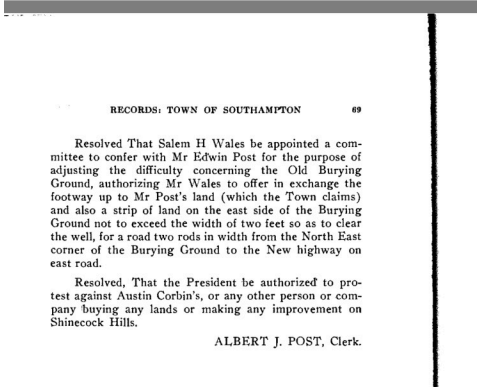 RECORDS: TOWN OF SOUTHAMPTON 69
Resolved That Salem H Wales be appointed a com-
mittee to confer with Mr Edwin Post for the purpose of
adjusting the difficulty concerning the Old Burying
Ground, authorizing Mr Wales to offer in exchange the
footway up to Mr Post's land (which the Town claims)
and also a strip of land on the east side of the Burying
Ground not to exceed the width of two feet so as to clear
the well, for a road two rods in width from the North East
corner of the Burying Ground to the New highway on
east road.
Resolved, That the President be authorized to pro-
test against Austin Corbin's, or any other person or com-
pany buying any lands or making any improvement on
Shinecock Hills.
ALBERT J. POST, Clerk.